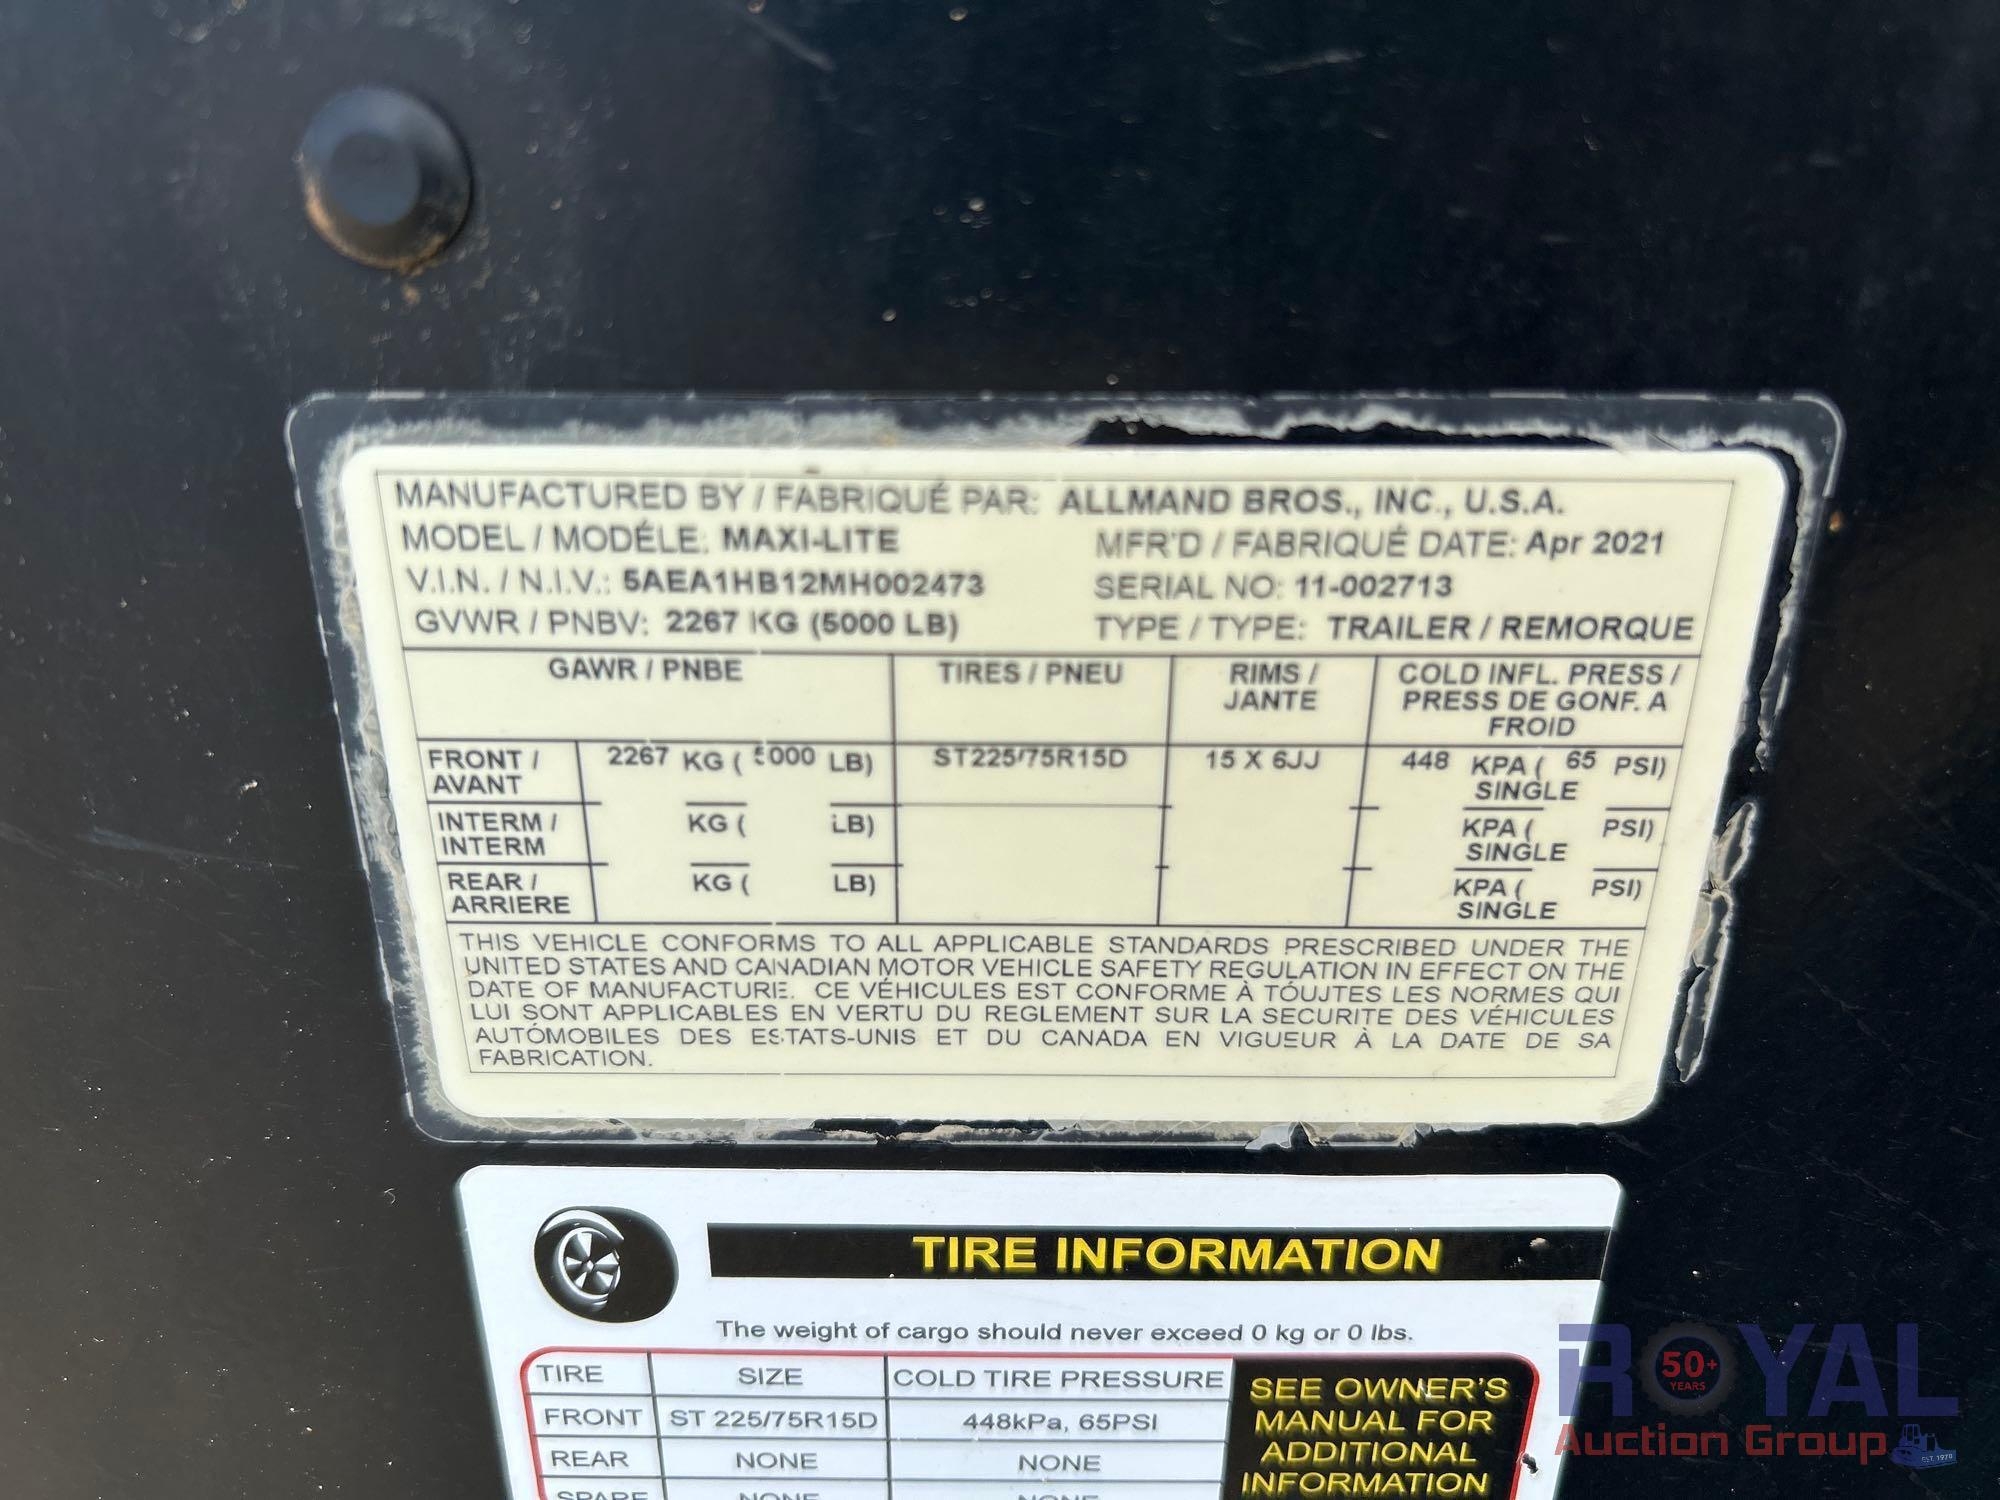 MANUFACTURED BY / FABRIQUÉ PAR: ALLMAND BROS., INC., U.S.A.
MODEL / MODÉLE: MAXI-LITE MFR'D / FABRIQUÉ DATE: Apr 2021
V.I.N. / N.I.V.: 5AEA1HB12MH002473 SERIAL NO: 11-002713
GVWR / PNBV: 2267 KG (5000 LB) TYPE / TYPE: TRAILER / REMORQUE
GAWR / PNBE TIRES / PNEU RIMS / JANTE COLD INFL. PRESS / PRESS DE GONF. A FROID
FRONT / AVANT 2267 KG ( 5000 LB) ST225/75R15D 15 X 6JJ 448 KPA ( 65 PSI) SINGLE
INTERM / INTERM KG ( LB) KPA ( PSI) SINGLE
REAR / ARRIERE KG ( LB) KPA ( PSI) SINGLE
THIS VEHICLE CONFORMS TO ALL APPLICABLE STANDARDS PRESCRIBED UNDER THE
UNITED STATES AND CANADIAN MOTOR VEHICLE SAFETY REGULATION IN EFFECT ON THE
DATE OF MANUFACTURE. CE VÉHICULES EST CONFORME À TOUJTES LES NORMES QUI
LUI SONT APPLICABLES EN VERTU DU REGLEMENT SUR LA SECURITE DES VÉHICULES
AUTÓMOBILES DES ESTATS-UNIS ET DU CANADA EN VIGUEUR À LA DATE DE SA
FABRICATION.
TIRE INFORMATION
The weight of cargo should never exceed 0 kg or 0 lbs.
TIRE SIZE COLD TIRE PRESSURE
FRONT ST 225/75R15D 448kPa, 65PSI
REAR NONE NONE
SPARE NONE NONE
SEE OWNER'S
MANUAL FOR
ADDITIONAL
INFORMATION
ROYAL
50+
YEARS
Auction Group
EST. 1970